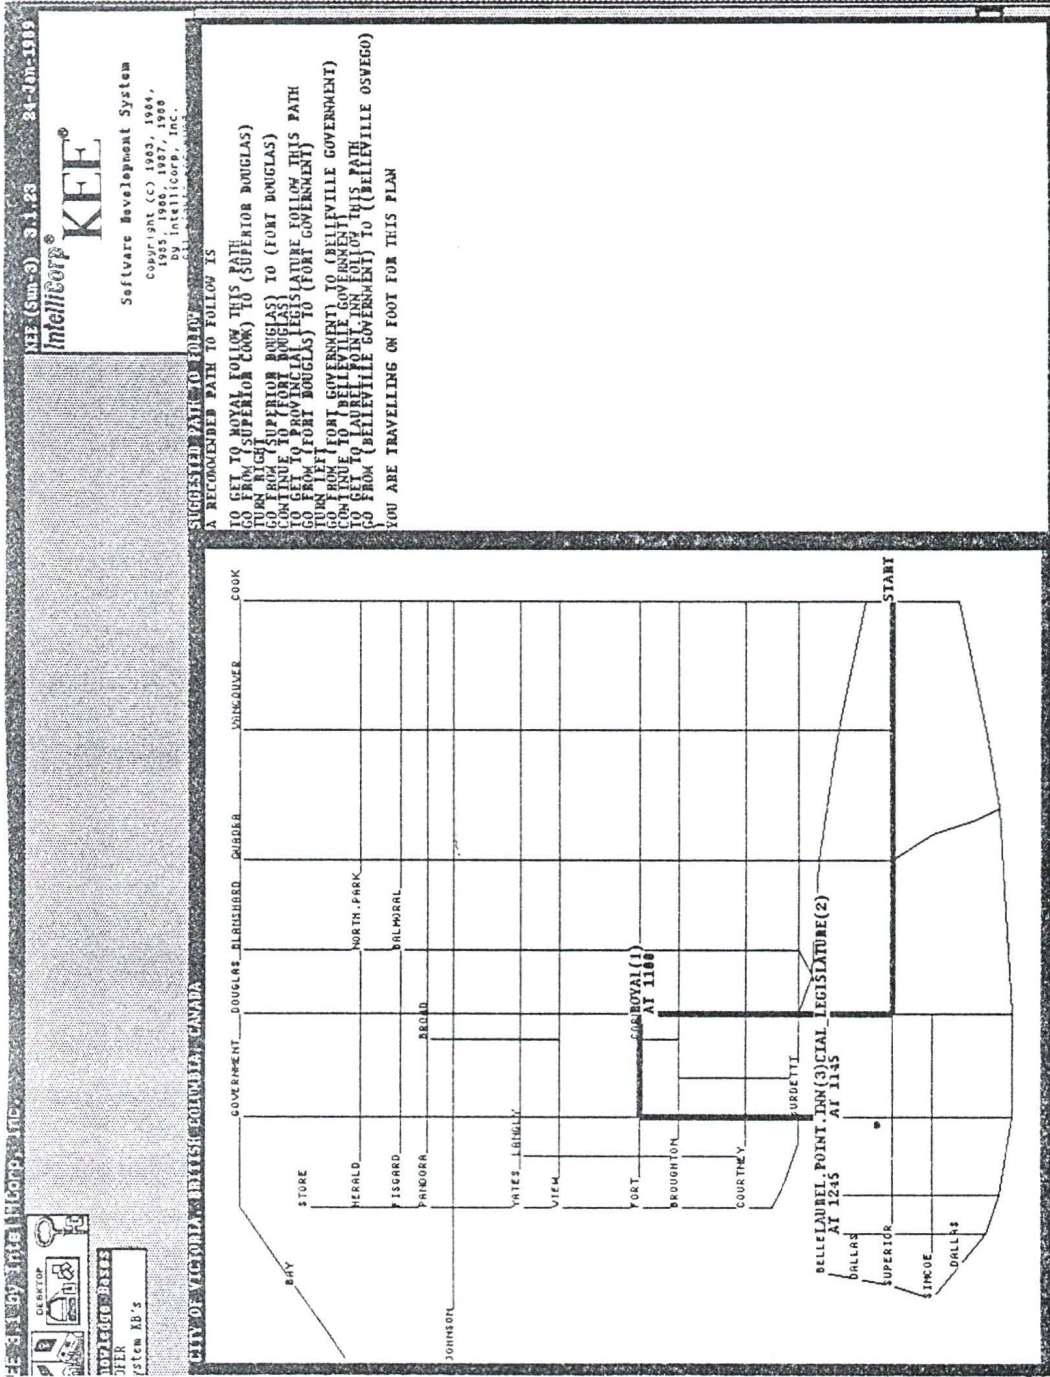 KEE (Sun-3) 3.1.23 24-Jan-1989
IntelliCorp® KEE®
Software Development System
Copyright (c) 1983, 1984,
1985, 1986, 1987, 1988
By IntelliCorp, Inc.
DESKTOP
CITY OF VICTORIA, BRITISH COLUMBIA, CANADA
SUGGESTED PATH TO FOLLOW
A RECOMMENDED PATH TO FOLLOW IS
TO GET TO ROYAL FOLLOW THIS PATH
GO FROM (SUPERIOR COOK) TO (SUPERIOR DOUGLAS)
TURN RIGHT
GO FROM (SUPERIOR DOUGLAS) TO (FORT DOUGLAS)
CONTINUE TO (FORT DOUGLAS)
TO GET TO PROVINCIAL LEGISLATURE FOLLOW THIS PATH
GO FROM (FORT DOUGLAS) TO (FORT GOVERNMENT)
TURN LEFT
GO FROM (FORT GOVERNMENT) TO (BELLEVILLE GOVERNMENT)
CONTINUE TO (BELLEVILLE GOVERNMENT)
TO GET TO LAUREL.POINT.INN FOLLOW THIS PATH
GO FROM (BELLEVILLE GOVERNMENT) TO ((BELLEVILLE OSWEGO)
)
YOU ARE TRAVELLING ON FOOT FOR THIS PLAN
GOVERNMENT
DOUGLAS
BLANSHARD
QUADRA
VANCOUVER
COOK
BAY
STORE
HERALD
NORTH.PARK
FISGARD
BALMORAL
PANDORA
BROAD
JOHNSON
YATES
LANGLY
VIEW
FORT
ROYAL(1)
AT 1100
BROUGHTON
COURTNEY
BURDETTE
LAUREL.POINT.INN(3)CIAL LEGISLATURE(2)
AT 1245
AT 1145
DALLAS
SUPERIOR
START
SIMCOE
DALLAS